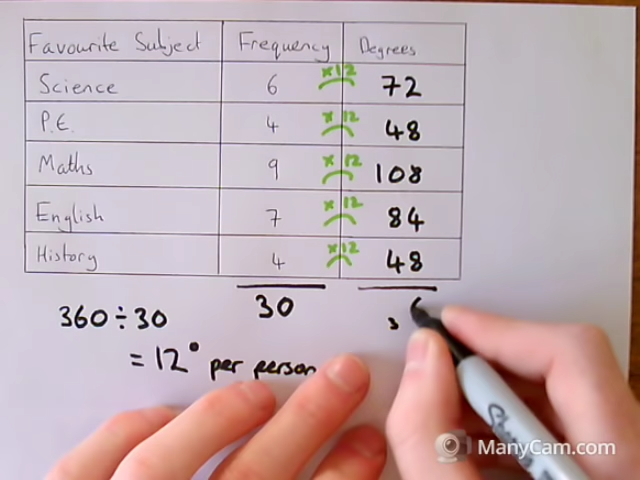 Favourite Subject Frequency Degrees
Science 6 ×12 72
P.E. 4 ×12 48
Maths 9 ×12 108
English 7 ×12 84
History 4 ×12 48
30
360 ÷ 30
= 12° per person
ManyCam.com